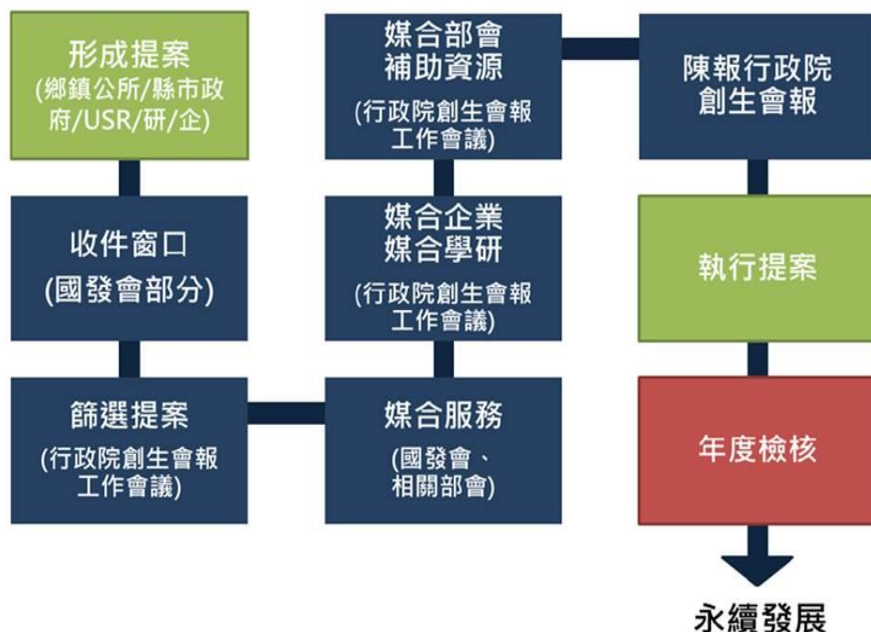 形成提案
(鄉鎮公所/縣市政
府/USR/研/企)
收件窗口
(國發會部分)
篩選提案
(行政院創生會報
工作會議)
媒合服務
(國發會、
相關部會)
媒合企業
媒合學研
(行政院創生會報
工作會議)
媒合部會
補助資源
(行政院創生會報
工作會議)
陳報行政院
創生會報
執行提案
年度檢核
永續發展